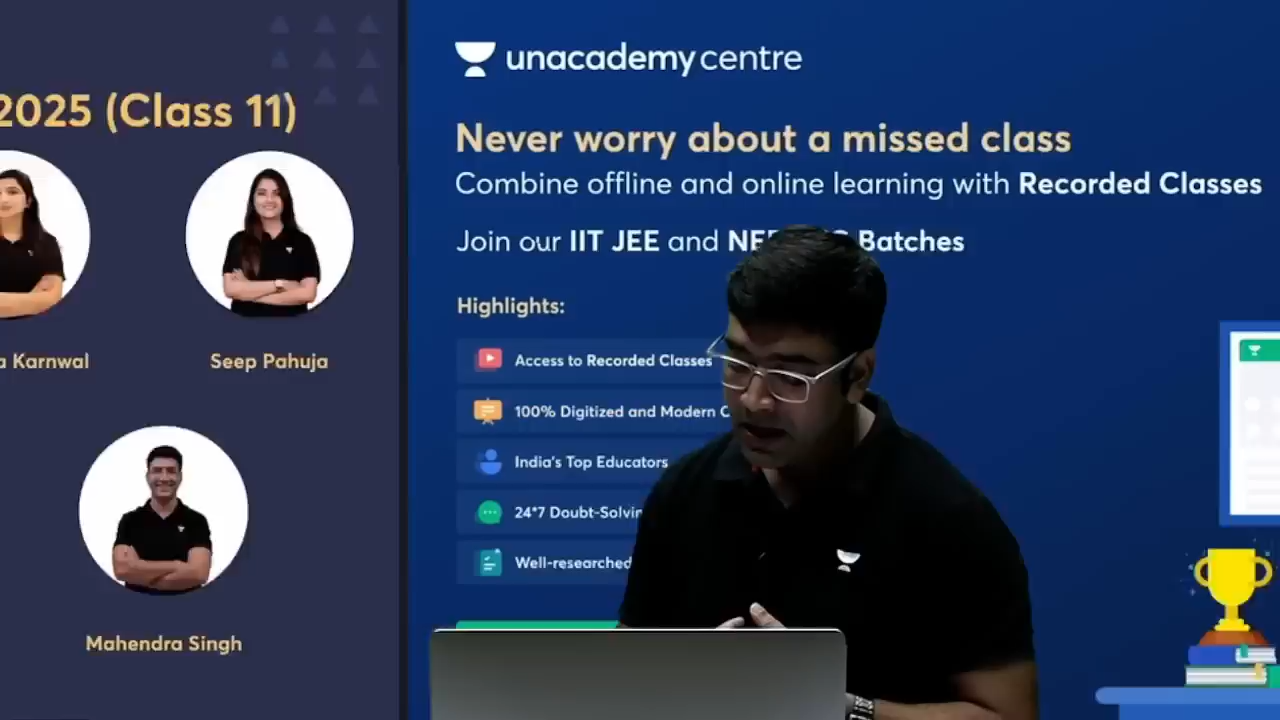 2025 (Class 11)
Karnwal
Seep Pahuja
Mahendra Singh
unacademy centre
Never worry about a missed class
Combine offline and online learning with Recorded Classes
Join our IIT JEE and Batches
Highlights:
Access to Recorded Classes
100% Digitized and Modern
India's Top Educators
24*7
Well-researched